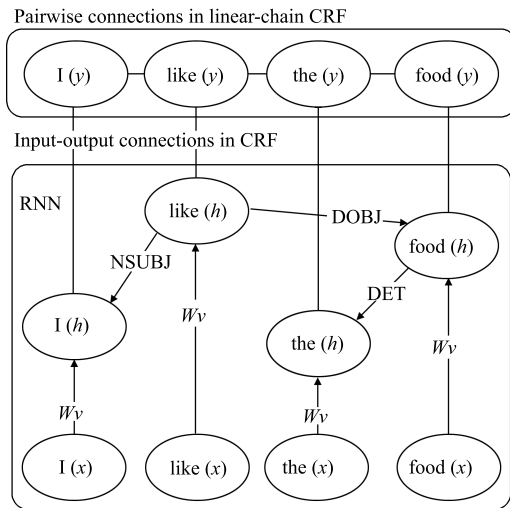 Pairwise connections in linear-chain CRF
I (y) like (y) the (y) food (y)
Input-output connections in CRF
RNN
like (h)
DOBJ
food (h)
NSUBJ
DET
I (h)
Wv
the (h)
Wv
Wv
Wv
I (x) like (x) the (x) food (x)